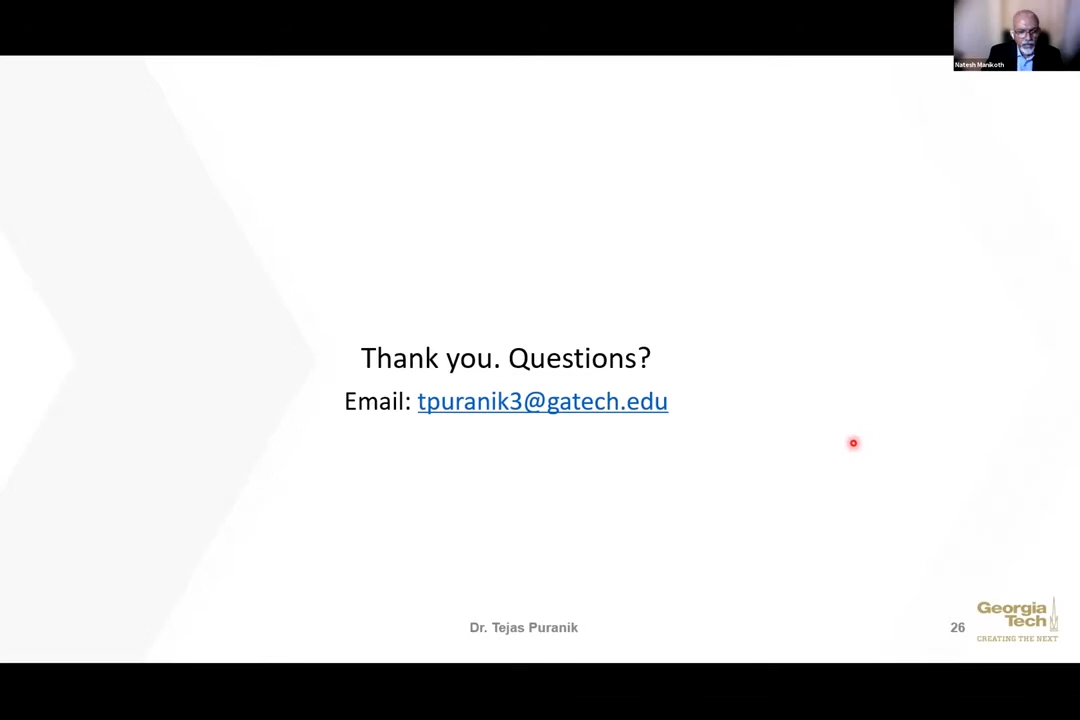 Natesh Manikoth
Thank you. Questions?
Email: tpuranik3@gatech.edu
Dr. Tejas Puranik
26
Georgia
Tech
CREATING THE NEXT